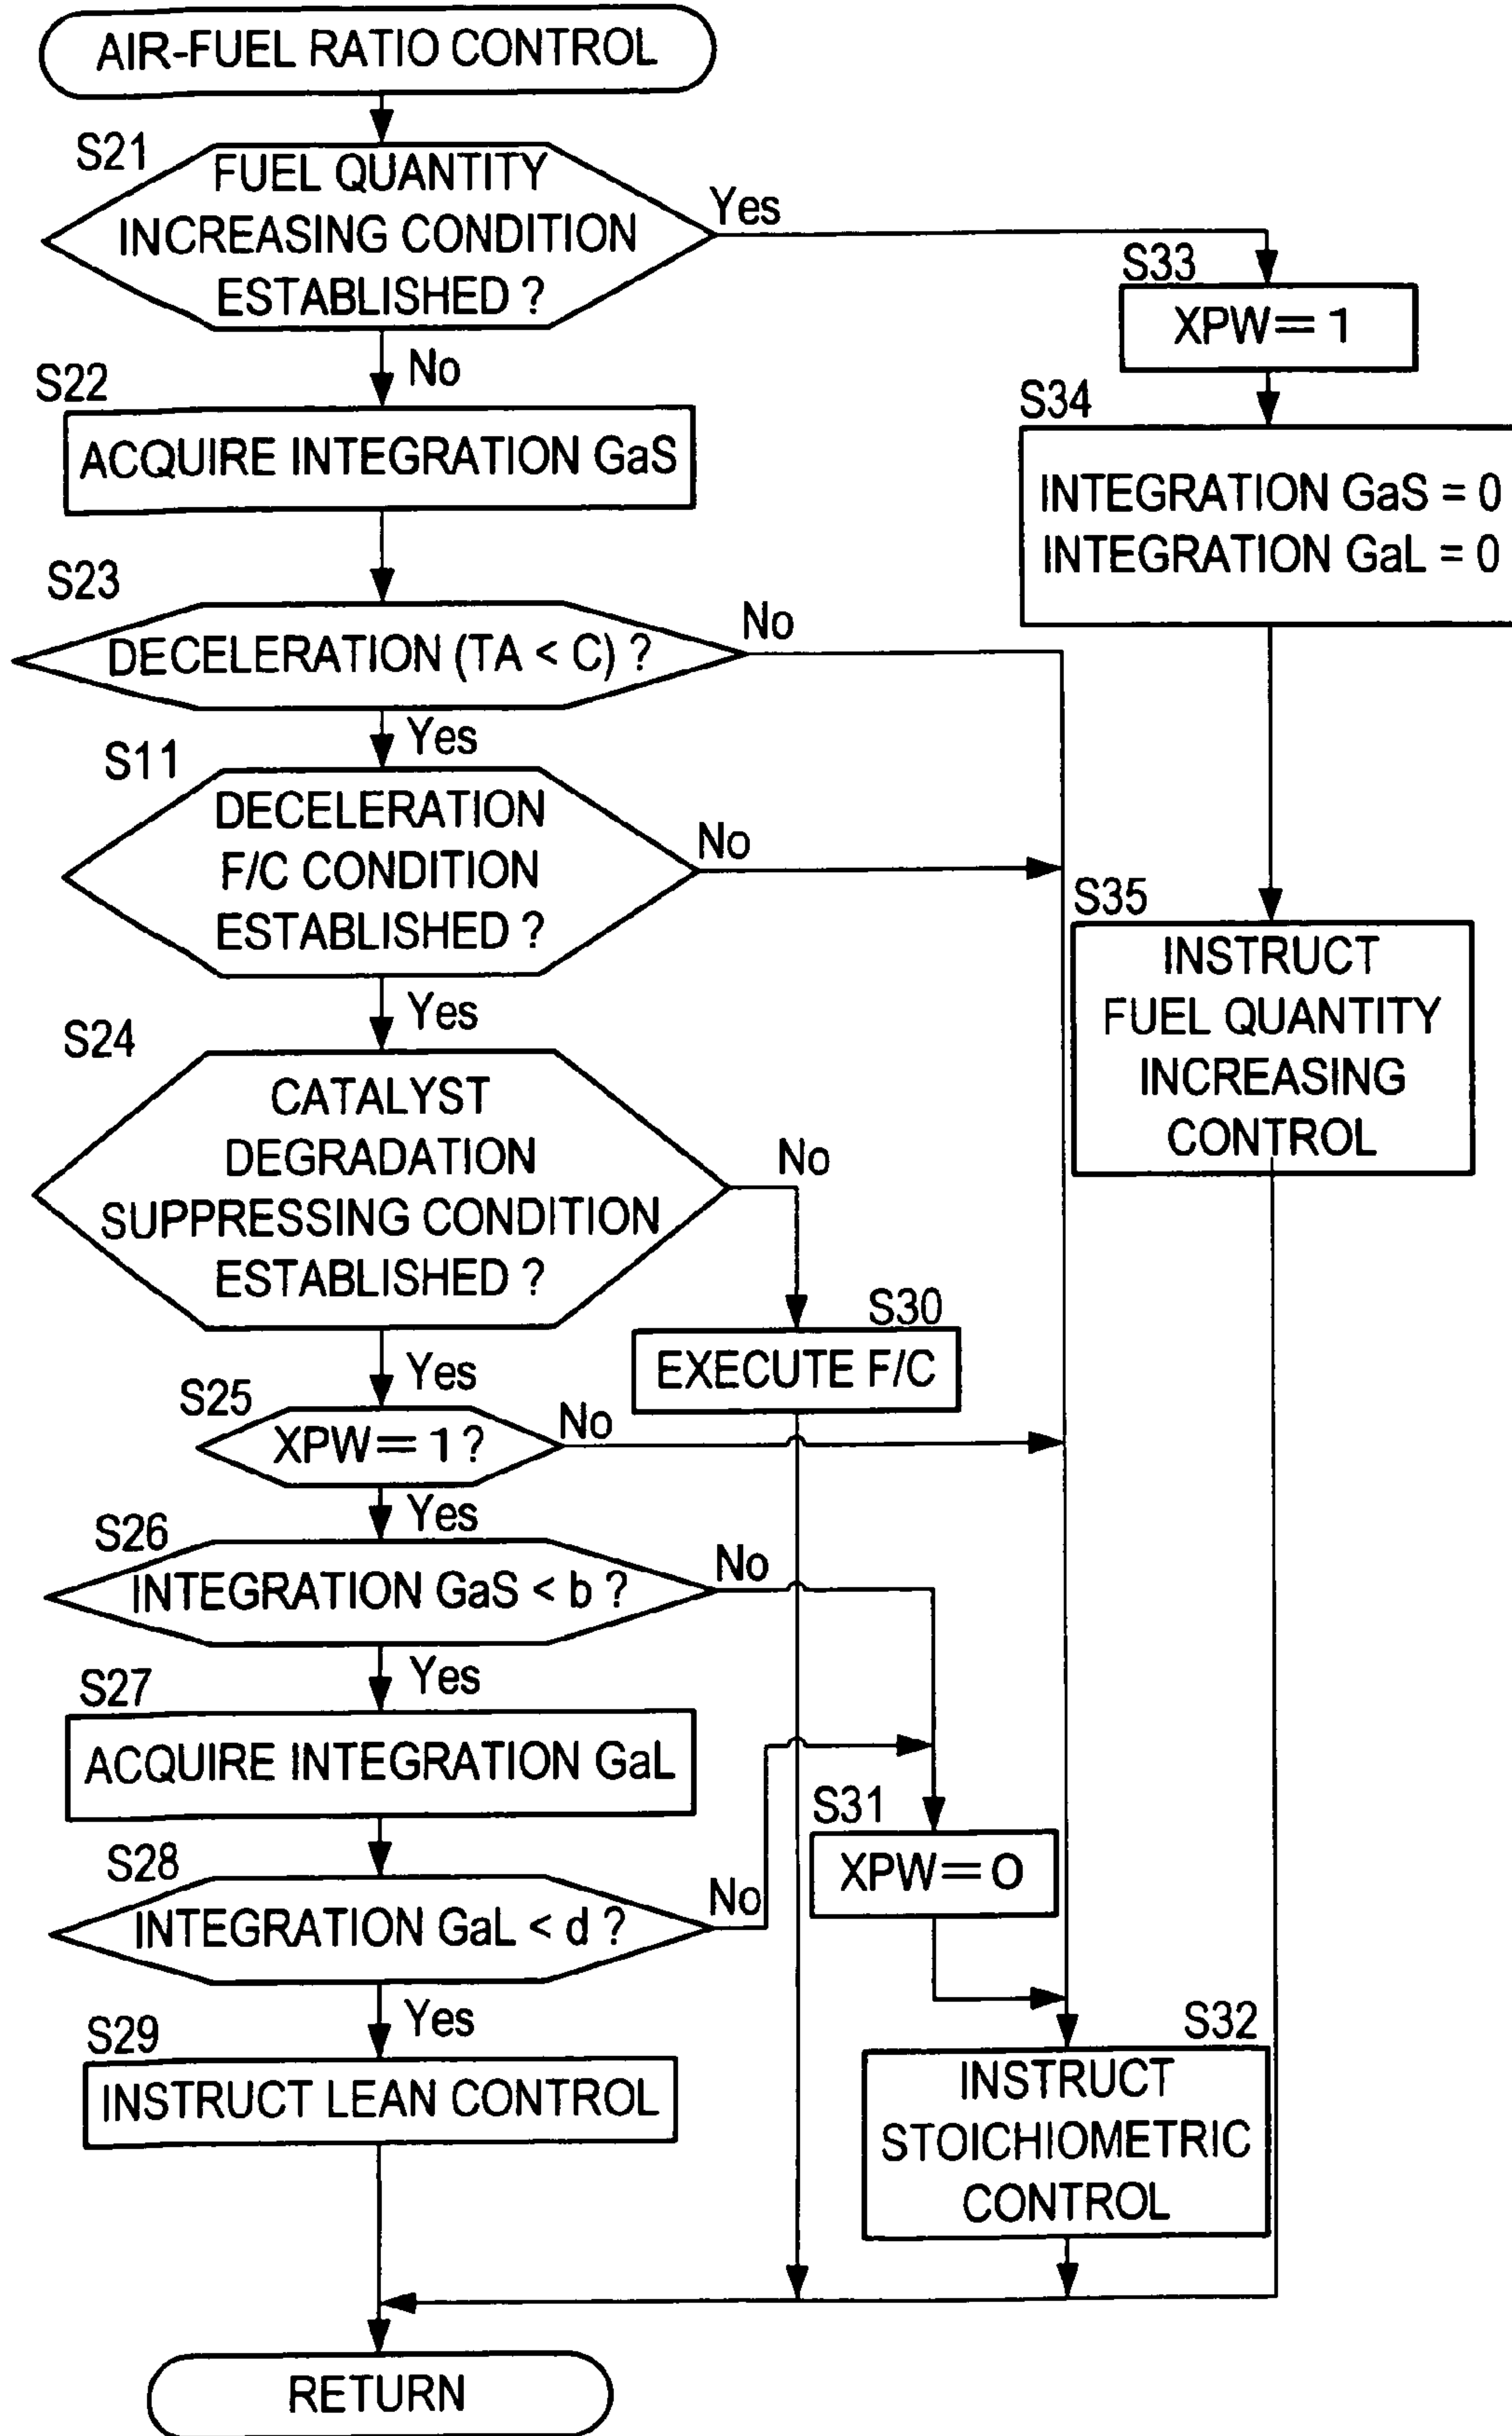 AIR-FUEL RATIO CONTROL
S21
FUEL QUANTITY
INCREASING CONDITION
ESTABLISHED ?
Yes
No
S33
XPW=1
S34
INTEGRATION GaS = 0
INTEGRATION GaL = 0
S35
INSTRUCT
FUEL QUANTITY
INCREASING
CONTROL
S22
ACQUIRE INTEGRATION GaS
S23
DECELERATION (TA < C) ?
No
Yes
S11
DECELERATION
F/C CONDITION
ESTABLISHED ?
No
Yes
S24
CATALYST
DEGRADATION
SUPPRESSING CONDITION
ESTABLISHED ?
No
Yes
S30
EXECUTE F/C
S25
XPW=1?
No
Yes
S26
INTEGRATION GaS < b ?
No
Yes
S27
ACQUIRE INTEGRATION GaL
S28
INTEGRATION GaL < d ?
No
Yes
S31
XPW=0
S29
INSTRUCT LEAN CONTROL
S32
INSTRUCT
STOICHIOMETRIC
CONTROL
RETURN